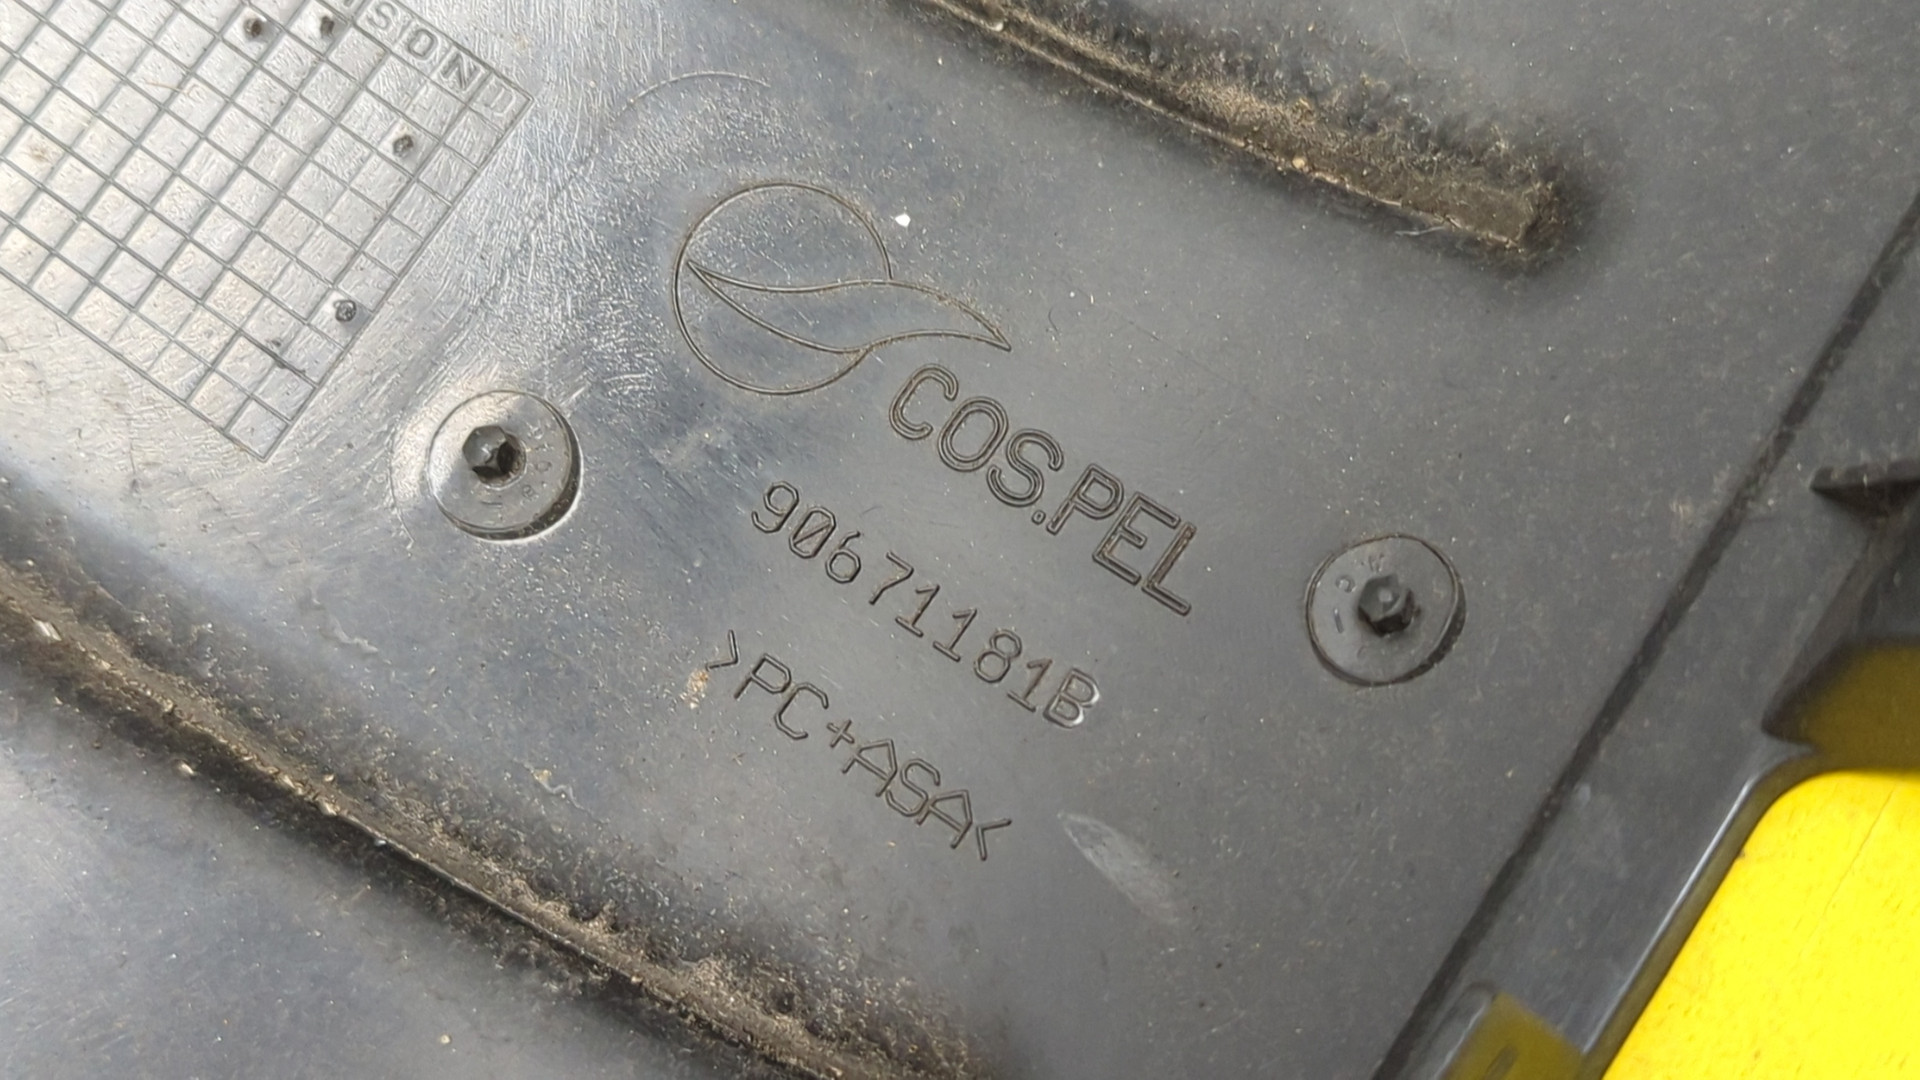 COS.PEL
90671181B
>PC+ASA<